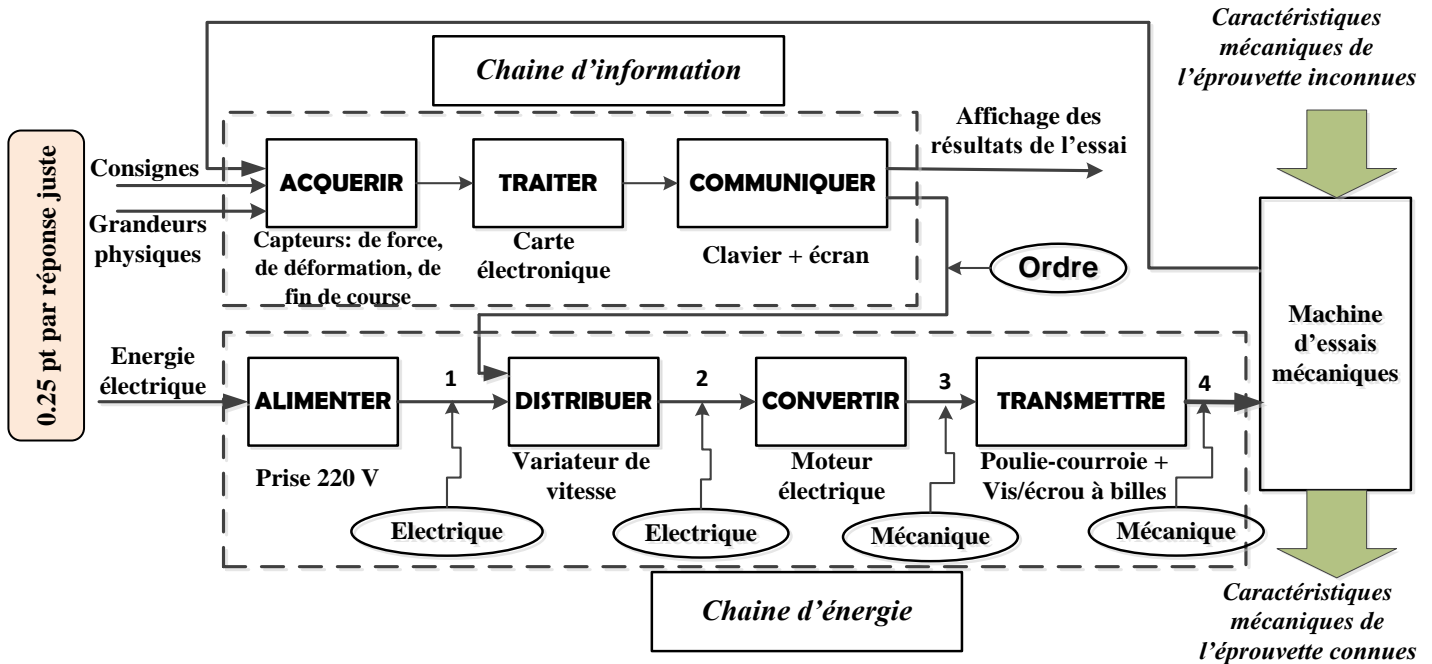 Caractéristiques
mécaniques de
l'éprouvette inconnues
Chaine d'information
0.25 pt par réponse juste
Consignes
Grandeurs
physiques
ACQUERIR
Capteurs: de force,
de déformation, de
fin de course
TRAITER
Carte
électronique
COMMUNIQUER
Clavier + écran
Affichage des
résultats de l'essai
Ordre
Machine
d'essais
mécaniques
Energie
électrique
ALIMENTER
Prise 220 V
1
Electrique
DISTRIBUER
Variateur de
vitesse
2
Electrique
CONVERTIR
Moteur
électrique
3
Mécanique
TRANSMETTRE
Poulie-courroie +
Vis/écrou à billes
4
Mécanique
Chaine d'énergie
Caractéristiques
mécaniques de
l'éprouvette connues